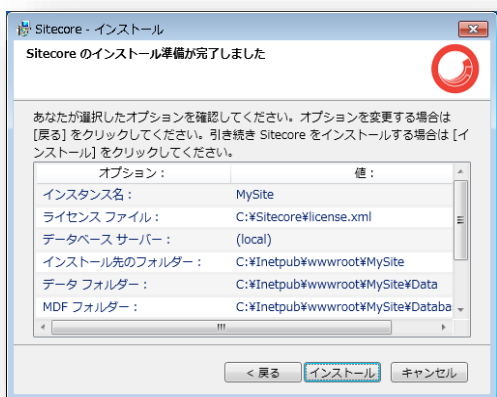 Sitecore - インストール
Sitecore のインストール準備が完了しました
あなたが選択したオプションを確認してください。オプションを変更する場合は
[戻る] をクリックしてください。引き続き Sitecore をインストールする場合は [イ
ンストール] をクリックしてください。
オプション： 値：
インスタンス名： MySite
ライセンス ファイル： C:¥Sitecore¥license.xml
データベース サーバー： (local)
インストール先のフォルダー： C:¥Inetpub¥wwwroot¥MySite
データ フォルダー： C:¥Inetpub¥wwwroot¥MySite¥Data
MDF フォルダー： C:¥Inetpub¥wwwroot¥MySite¥Databa
< 戻る インストール キャンセル